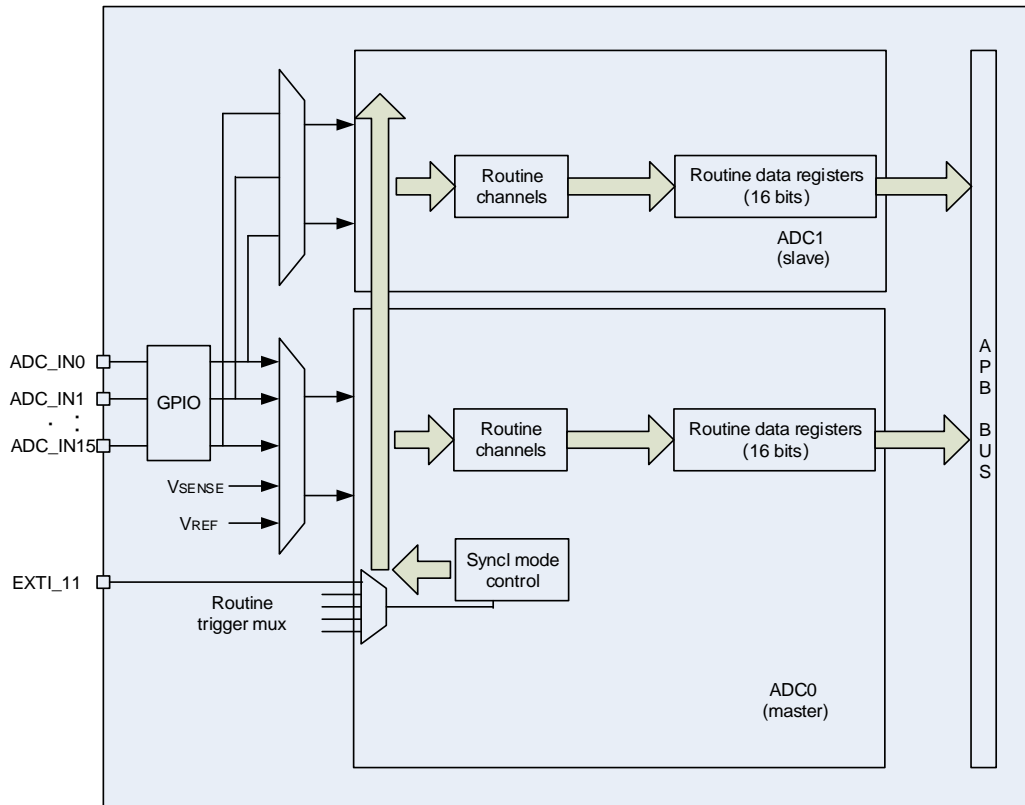 Routine
channels
Routine data registers
(16 bits)
ADC1
(slave)
ADC_IN0
ADC_IN1
. :
ADC_IN15
GPIO
VSENSE
VREF
EXTI_11
Routine
trigger mux
Routine
channels
Routine data registers
(16 bits)
Syncl mode
control
ADC0
(master)
A
P
B
B
U
S